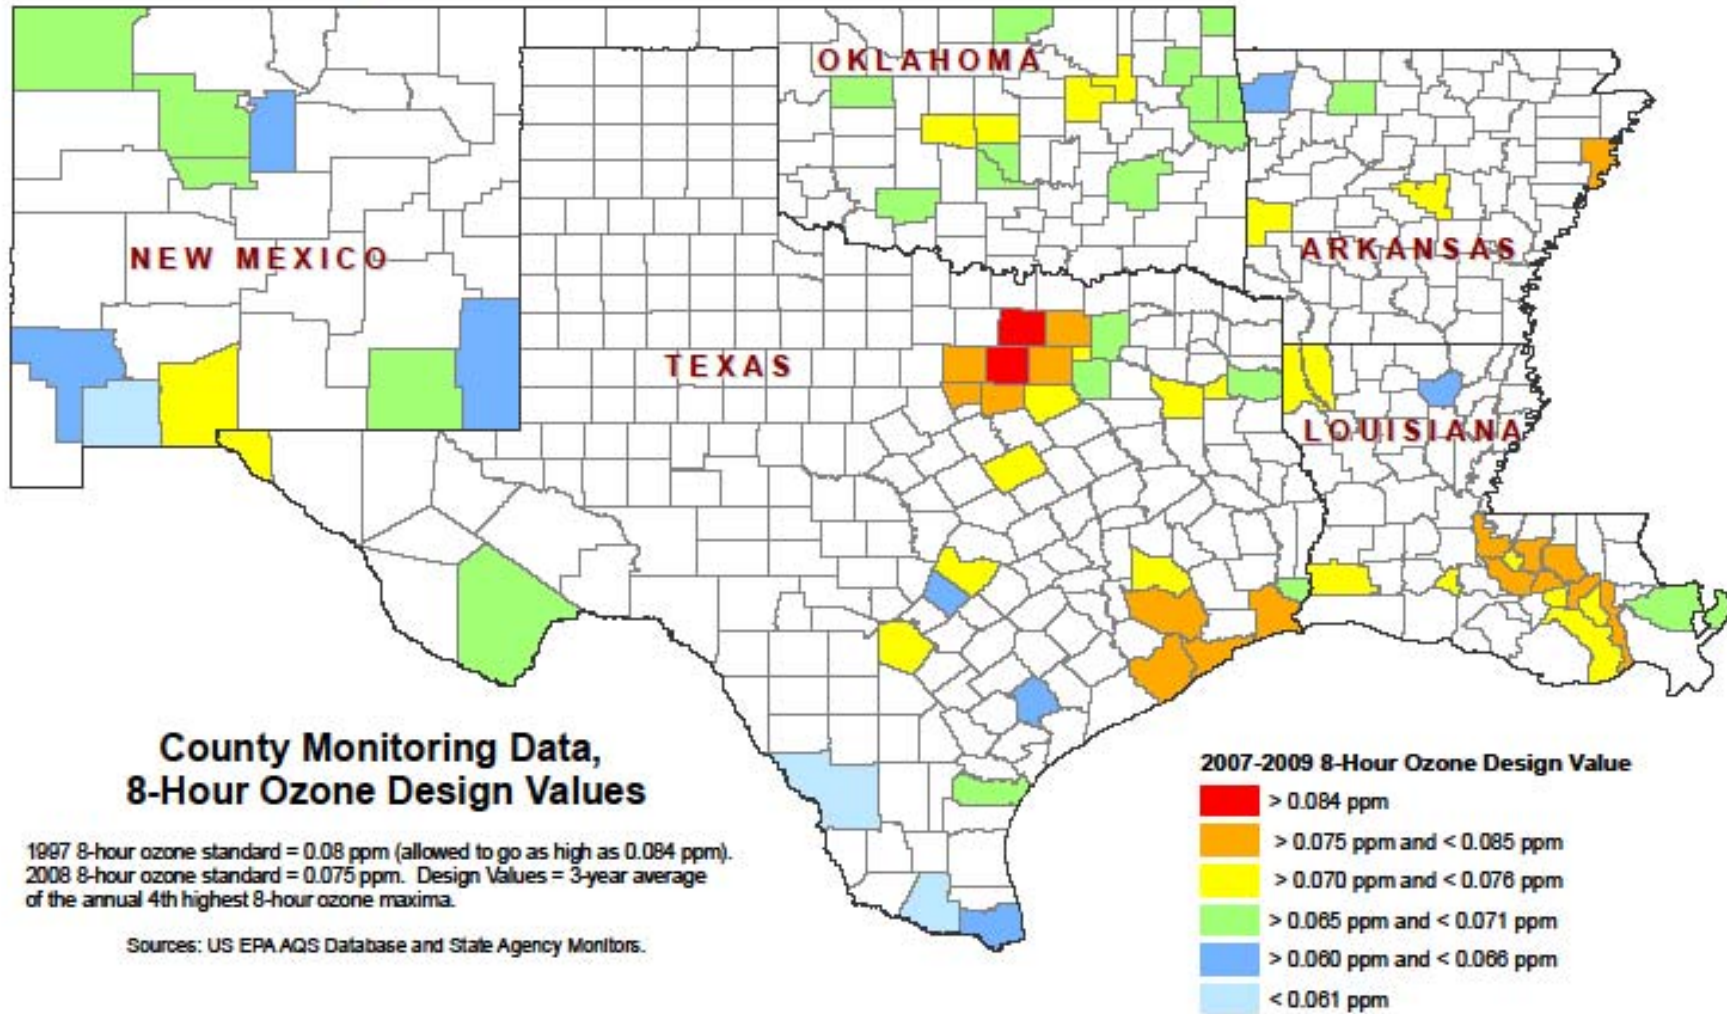 OKLAHOMA
NEW MEXICO
ARKANSAS
TEXAS
LOUISIANA
County Monitoring Data,
8-Hour Ozone Design Values
1997 8-hour ozone standard = 0.08 ppm (allowed to go as high as 0.084 ppm).
2008 8-hour ozone standard = 0.075 ppm. Design Values = 3-year average
of the annual 4th highest 8-hour ozone maxima.
Sources: US EPA AQS Database and State Agency Monitors.
2007-2009 8-Hour Ozone Design Value
> 0.084 ppm
> 0.075 ppm and < 0.085 ppm
> 0.070 ppm and < 0.076 ppm
> 0.065 ppm and < 0.071 ppm
> 0.060 ppm and < 0.066 ppm
< 0.061 ppm